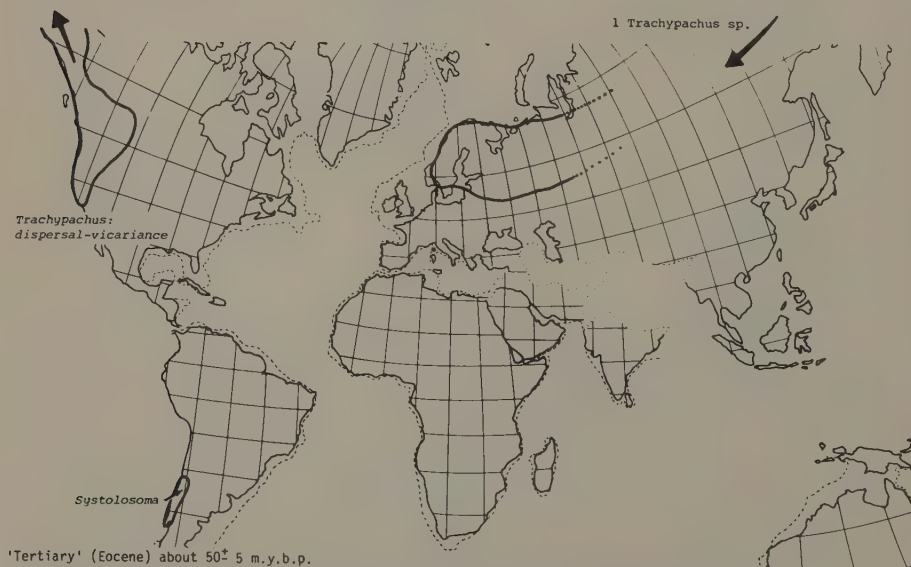 1 Trachypachus sp.
Trachypachus:
dispersal-vicariance
Systolosoma
'Tertiary' (Eocene) about 50± 5 m.y.b.p.